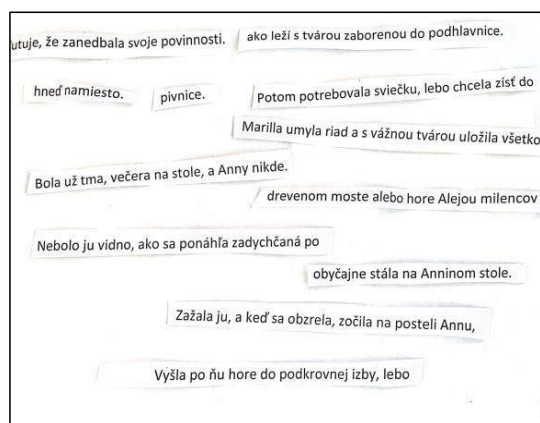 utuje, že zanedbala svoje povinnosti.
ako leží s tvárou zaborenou do podhlavnice.
hneď namiesto.
pivnice.
Potom potrebovala sviečku, lebo chcela zísť do
Marilla umyla riad a s vážnou tvárou uložila všetko
Bola už tma, večera na stole, a Anny nikde.
drevenom moste alebo hore Alejou milencov
Nebolo ju vidno, ako sa ponáhľa zadychčaná po
obyčajne stála na Anninom stole.
Zažala ju, a keď sa obzrela, zočila na posteli Annu,
Vyšla po ňu hore do podkrovnej izby, lebo